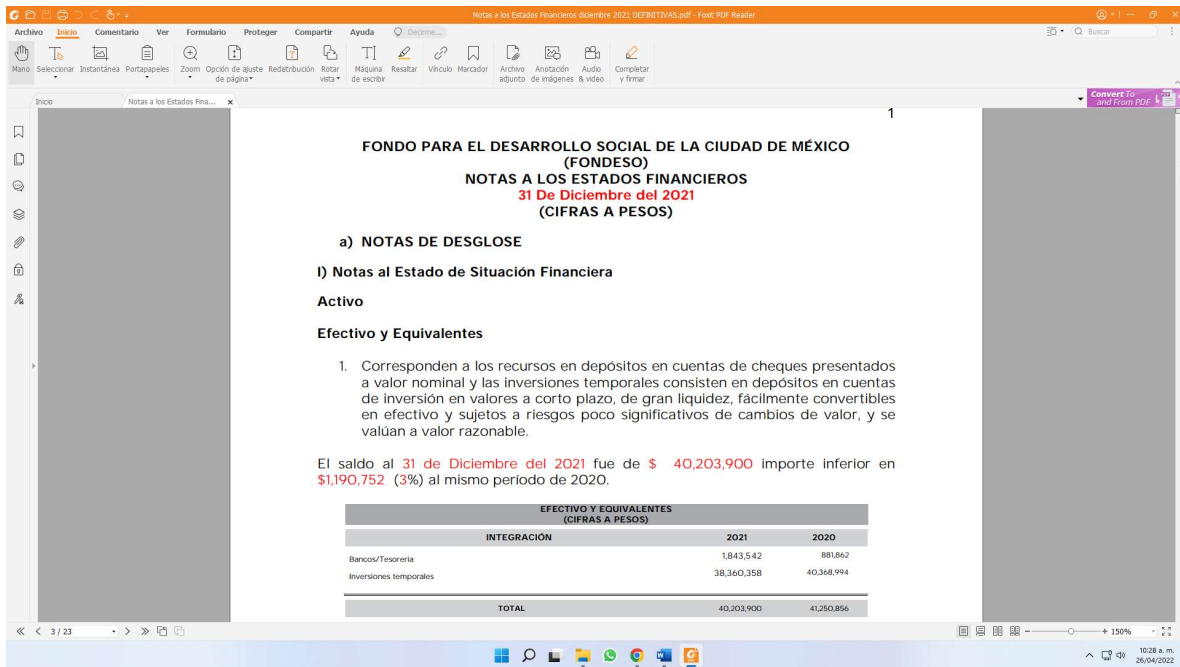 Notas a los Estados Financieros diciembre 2021 DEFINITIVAS.pdf - Foxit PDF Reader
Archivo Inicio Comentario Ver Formulario Proteger Compartir Ayuda Decirme... Buscar
Mano Seleccionar Instantánea Portapapeles Zoom Opción de ajuste de página Redistribución Rotar vista Máquina de escribir Resaltar Vínculo Marcador Archivo adjunto Anotación de imágenes Audio & video Completar y firmar
Inicio Notas a los Estados Fina... Convert To and From PDF
1
FONDO PARA EL DESARROLLO SOCIAL DE LA CIUDAD DE MÉXICO
(FONDESO)
NOTAS A LOS ESTADOS FINANCIEROS
31 De Diciembre del 2021
(CIFRAS A PESOS)
a) NOTAS DE DESGLOSE
I) Notas al Estado de Situación Financiera
Activo
Efectivo y Equivalentes
1. Corresponden a los recursos en depósitos en cuentas de cheques presentados
a valor nominal y las inversiones temporales consisten en depósitos en cuentas
de inversión en valores a corto plazo, de gran liquidez, fácilmente convertibles
en efectivo y sujetos a riesgos poco significativos de cambios de valor, y se
valúan a valor razonable.
El saldo al 31 de Diciembre del 2021 fue de $ 40,203,900 importe inferior en
$1,190,752 (3%) al mismo período de 2020.
EFECTIVO Y EQUIVALENTES
(CIFRAS A PESOS)
INTEGRACIÓN 2021 2020
Bancos/Tesorería 1,843,542 881,862
Inversiones temporales 38,360,358 40,368,994
TOTAL 40,203,900 41,250,856
3 / 23 150%
10:28 a. m.
26/04/2022